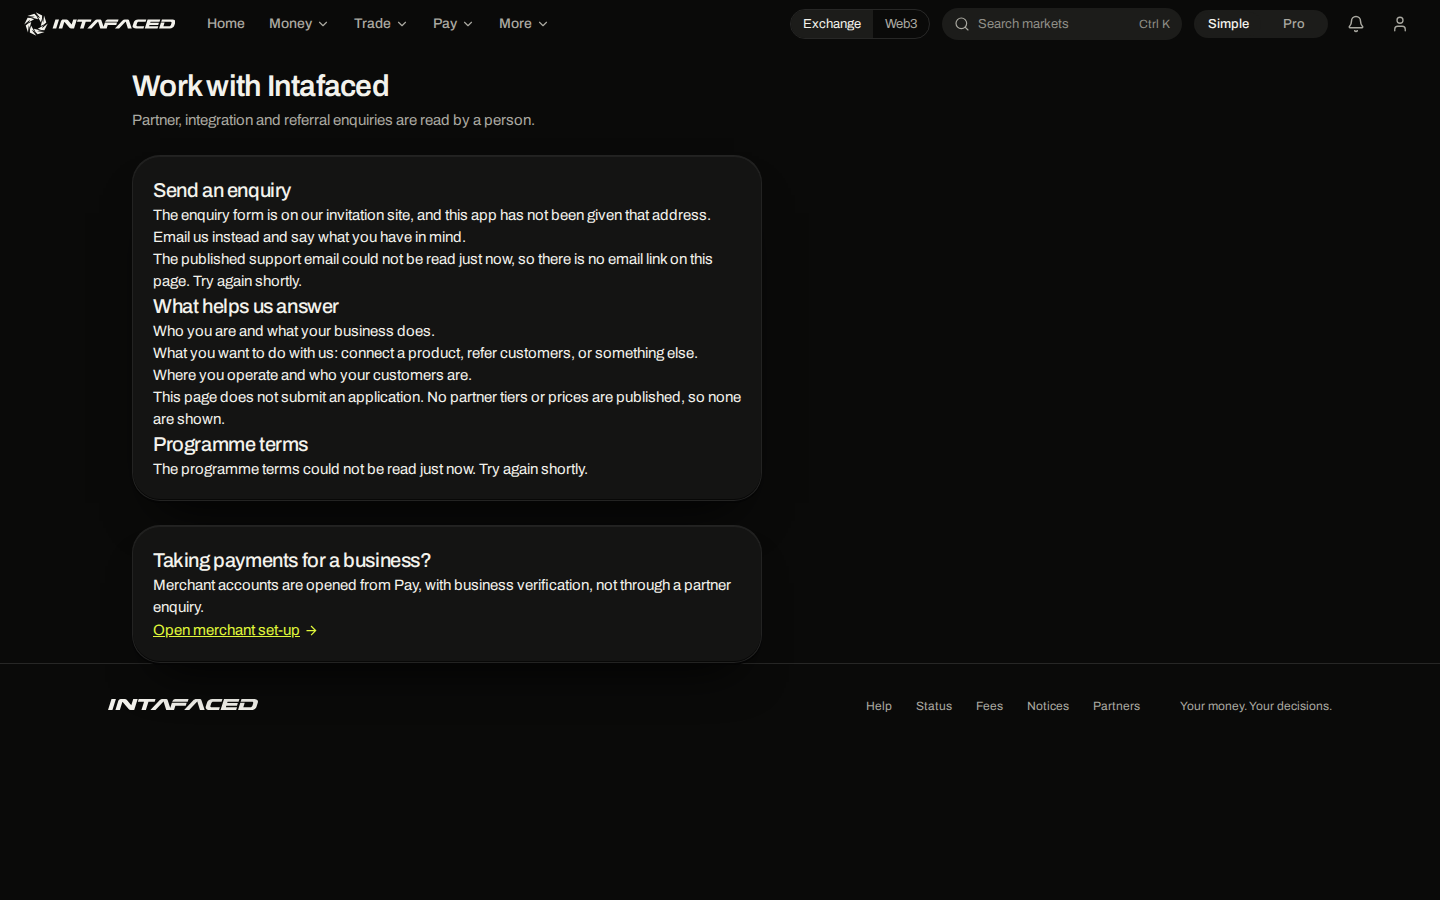 INTAFACED
Home
Money
Trade
Pay
More
Exchange
Web3
Search markets
Ctrl K
Simple
Pro
Work with Intafaced
Partner, integration and referral enquiries are read by a person.
Send an enquiry
The enquiry form is on our invitation site, and this app has not been given that address.
Email us instead and say what you have in mind.
The published support email could not be read just now, so there is no email link on this
page. Try again shortly.
What helps us answer
Who you are and what your business does.
What you want to do with us: connect a product, refer customers, or something else.
Where you operate and who your customers are.
This page does not submit an application. No partner tiers or prices are published, so none
are shown.
Programme terms
The programme terms could not be read just now. Try again shortly.
Taking payments for a business?
Merchant accounts are opened from Pay, with business verification, not through a partner
enquiry.
Open merchant set-up
INTAFACED
Help
Status
Fees
Notices
Partners
Your money. Your decisions.